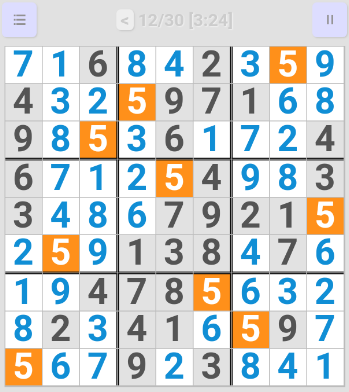 < 12/30 [3:24]
7 1 6 8 4 2 3 5 9
4 3 2 5 9 7 1 6 8
9 8 5 3 6 1 7 2 4
6 7 1 2 5 4 9 8 3
3 4 8 6 7 9 2 1 5
2 5 9 1 3 8 4 7 6
1 9 4 7 8 5 6 3 2
8 2 3 4 1 6 5 9 7
5 6 7 9 2 3 8 4 1